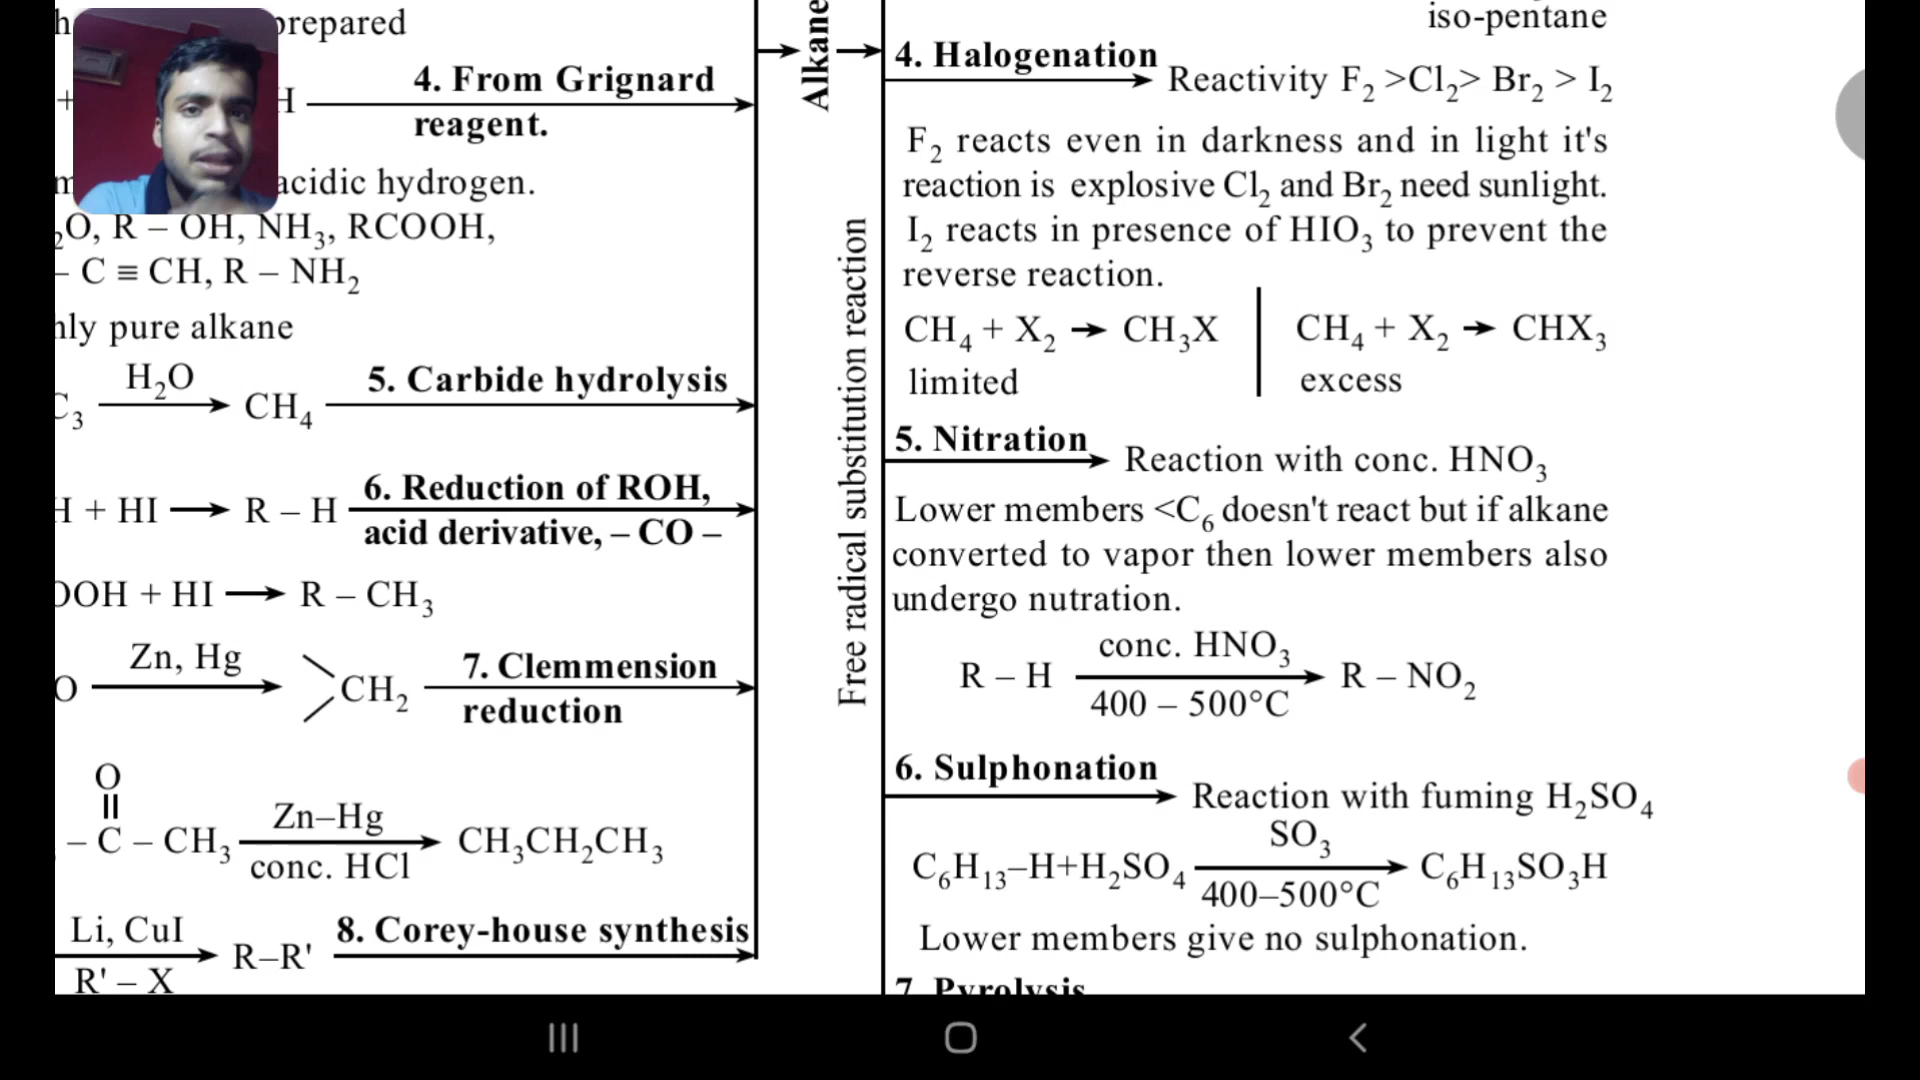 prepared
4. From Grignard
H
reagent.
acidic hydrogen.
₂O, R – OH, NH₃, RCOOH,
– C ≡ CH, R – NH₂
nly pure alkane
H₂O
C₃ → CH₄ 5. Carbide hydrolysis
H + HI → R – H 6. Reduction of ROH,
acid derivative, – CO –
OOH + HI → R – CH₃
Zn, Hg
O → >CH₂ 7. Clemmension
reduction
O
||
– C – CH₃ Zn–Hg → CH₃CH₂CH₃
conc. HCl
Li, CuI
→ R–R' 8. Corey-house synthesis
R' – X
Alkane
Free radical substitution reaction
iso-pentane
4. Halogenation → Reactivity F₂ >Cl₂> Br₂ > I₂
F₂ reacts even in darkness and in light it's
reaction is explosive Cl₂ and Br₂ need sunlight.
I₂ reacts in presence of HIO₃ to prevent the
reverse reaction.
CH₄ + X₂ → CH₃X | CH₄ + X₂ → CHX₃
limited excess
5. Nitration → Reaction with conc. HNO₃
Lower members <C₆ doesn't react but if alkane
converted to vapor then lower members also
undergo nutration.
conc. HNO₃
R – H → R – NO₂
400 – 500°C
6. Sulphonation → Reaction with fuming H₂SO₄
SO₃
C₆H₁₃–H+H₂SO₄ → C₆H₁₃SO₃H
400–500°C
Lower members give no sulphonation.
7. Pyrolysis